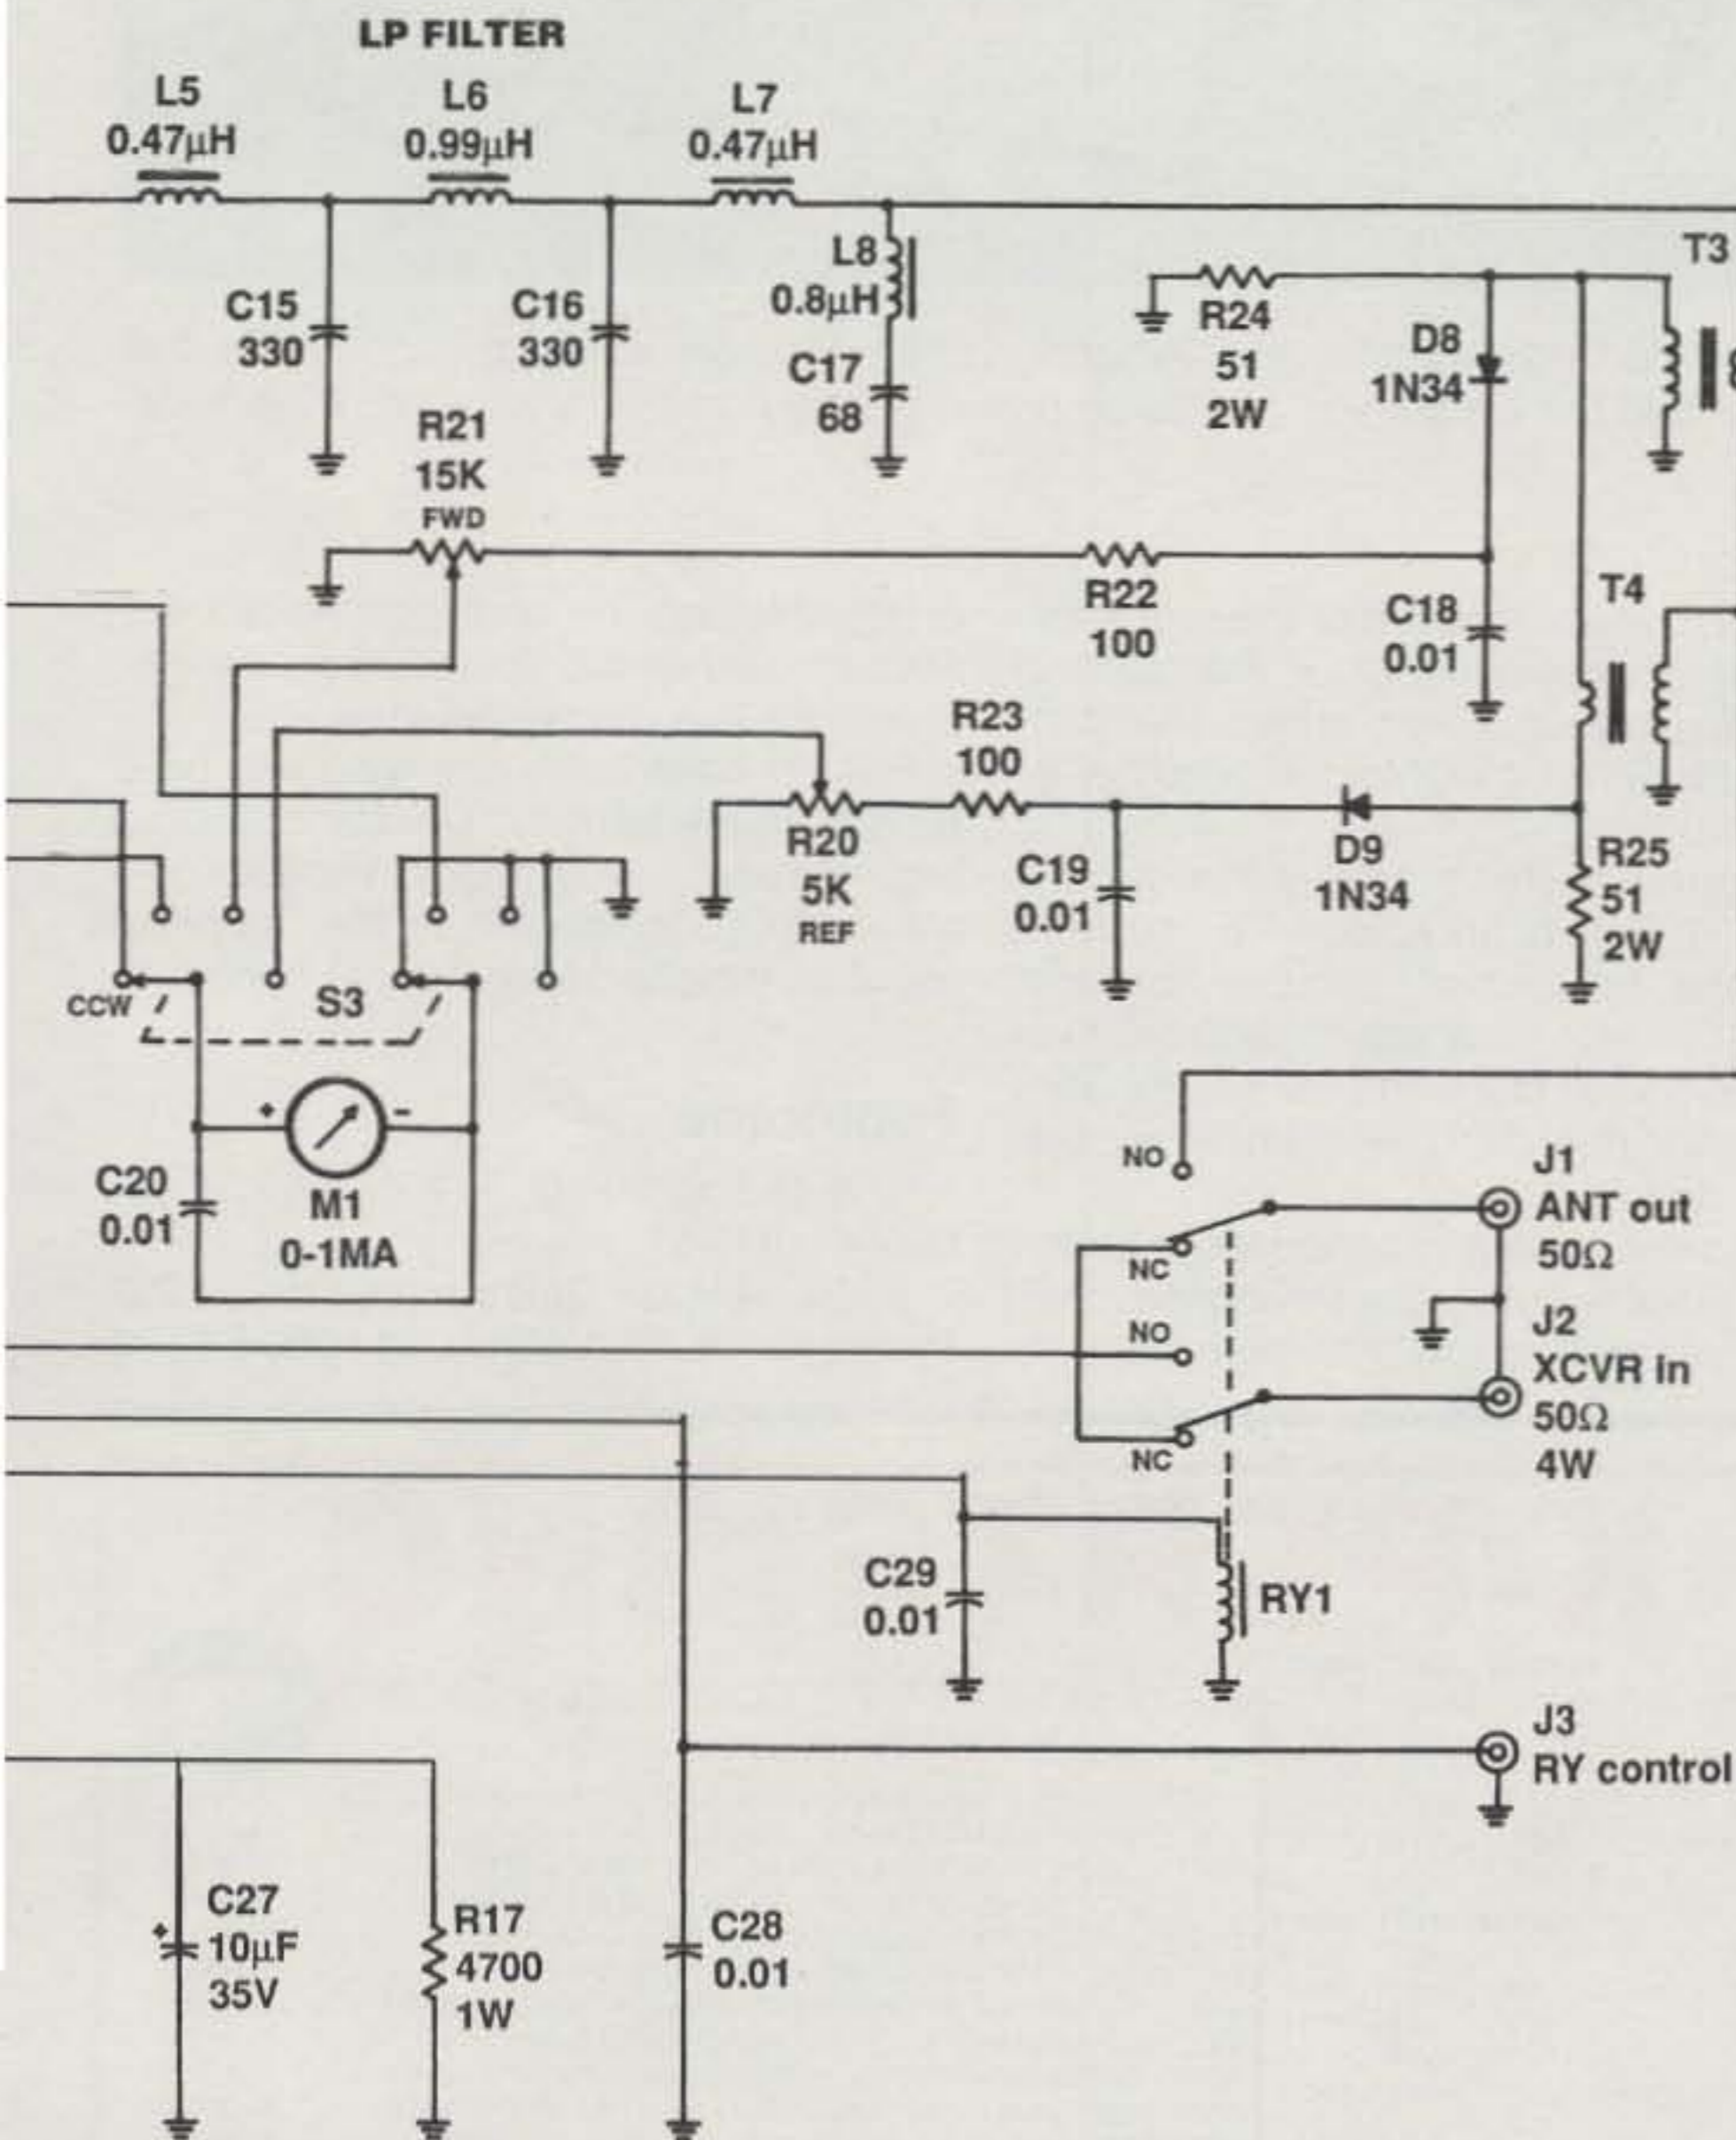 LP FILTER
L5
0.47µH
L6
0.99µH
L7
0.47µH
L8
0.8µH
C15
330
C16
330
C17
68
R24
51
2W
D8
1N34
T3
R21
15K
FWD
R22
100
C18
0.01
T4
R23
100
R20
5K
REF
C19
0.01
D9
1N34
R25
51
2W
CCW
S3
+
-
C20
0.01
M1
0-1MA
NO
NC
NO
NC
J1
ANT out
50Ω
J2
XCVR in
50Ω
4W
C29
0.01
RY1
J3
RY control
+
C27
10µF
35V
R17
4700
1W
C28
0.01